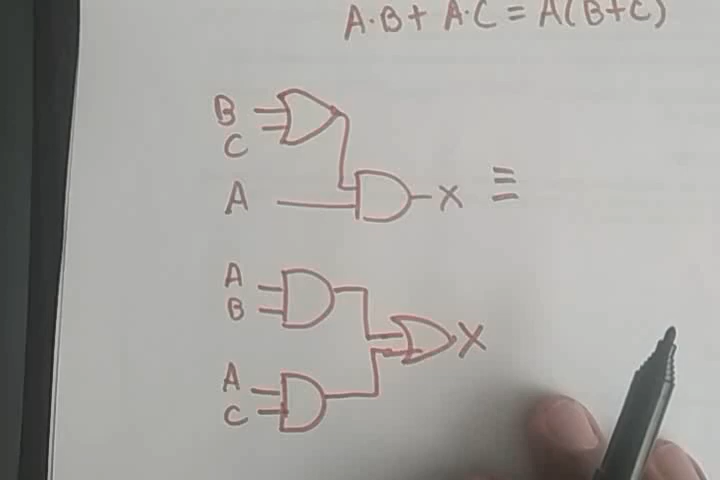 A·B + A·C = A(B+C)
B
C
A X ≡
A
B
X
A
C